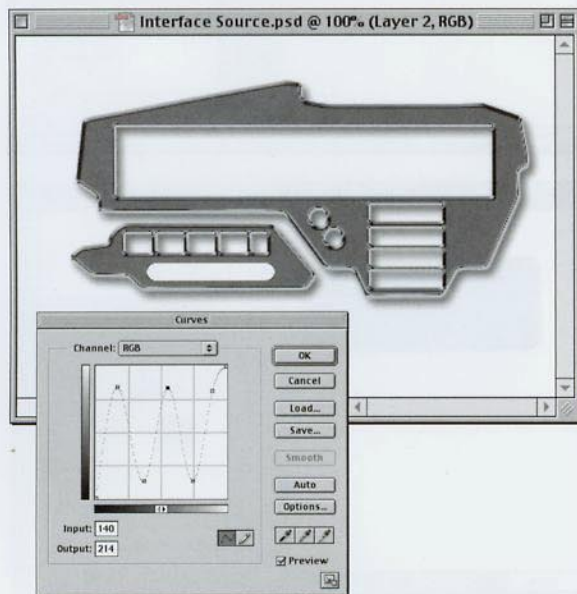 Interface Source.psd @ 100% (Layer 2, RGB)
Curves
Channel: RGB
OK
Cancel
Load...
Save...
Smooth
Auto
Options...
Input: 140
Output: 214
Preview